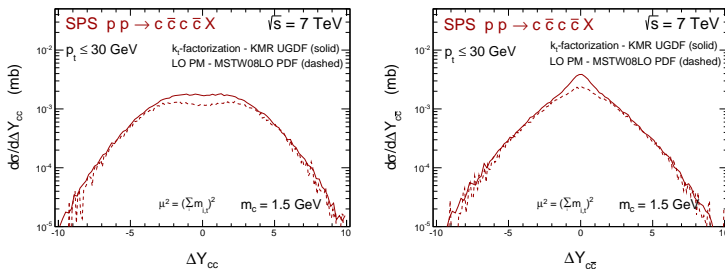 SPS p p → c c̅ c c̅ X
√s = 7 TeV
p_t ≤ 30 GeV
k_t-factorization - KMR UGDF (solid)
LO PM - MSTW08LO PDF (dashed)
dσ/dΔY_cc (mb)
10^-2
10^-3
10^-4
10^-5
μ² = (∑m_i,t)²
m_c = 1.5 GeV
-10 -5 0 5 10
ΔY_cc
SPS p p → c c̅ c c̅ X
√s = 7 TeV
p_t ≤ 30 GeV
k_t-factorization - KMR UGDF (solid)
LO PM - MSTW08LO PDF (dashed)
dσ/dΔY_cc̅ (mb)
10^-2
10^-3
10^-4
10^-5
μ² = (∑m_i,t)²
m_c = 1.5 GeV
-10 -5 0 5 10
ΔY_cc̅